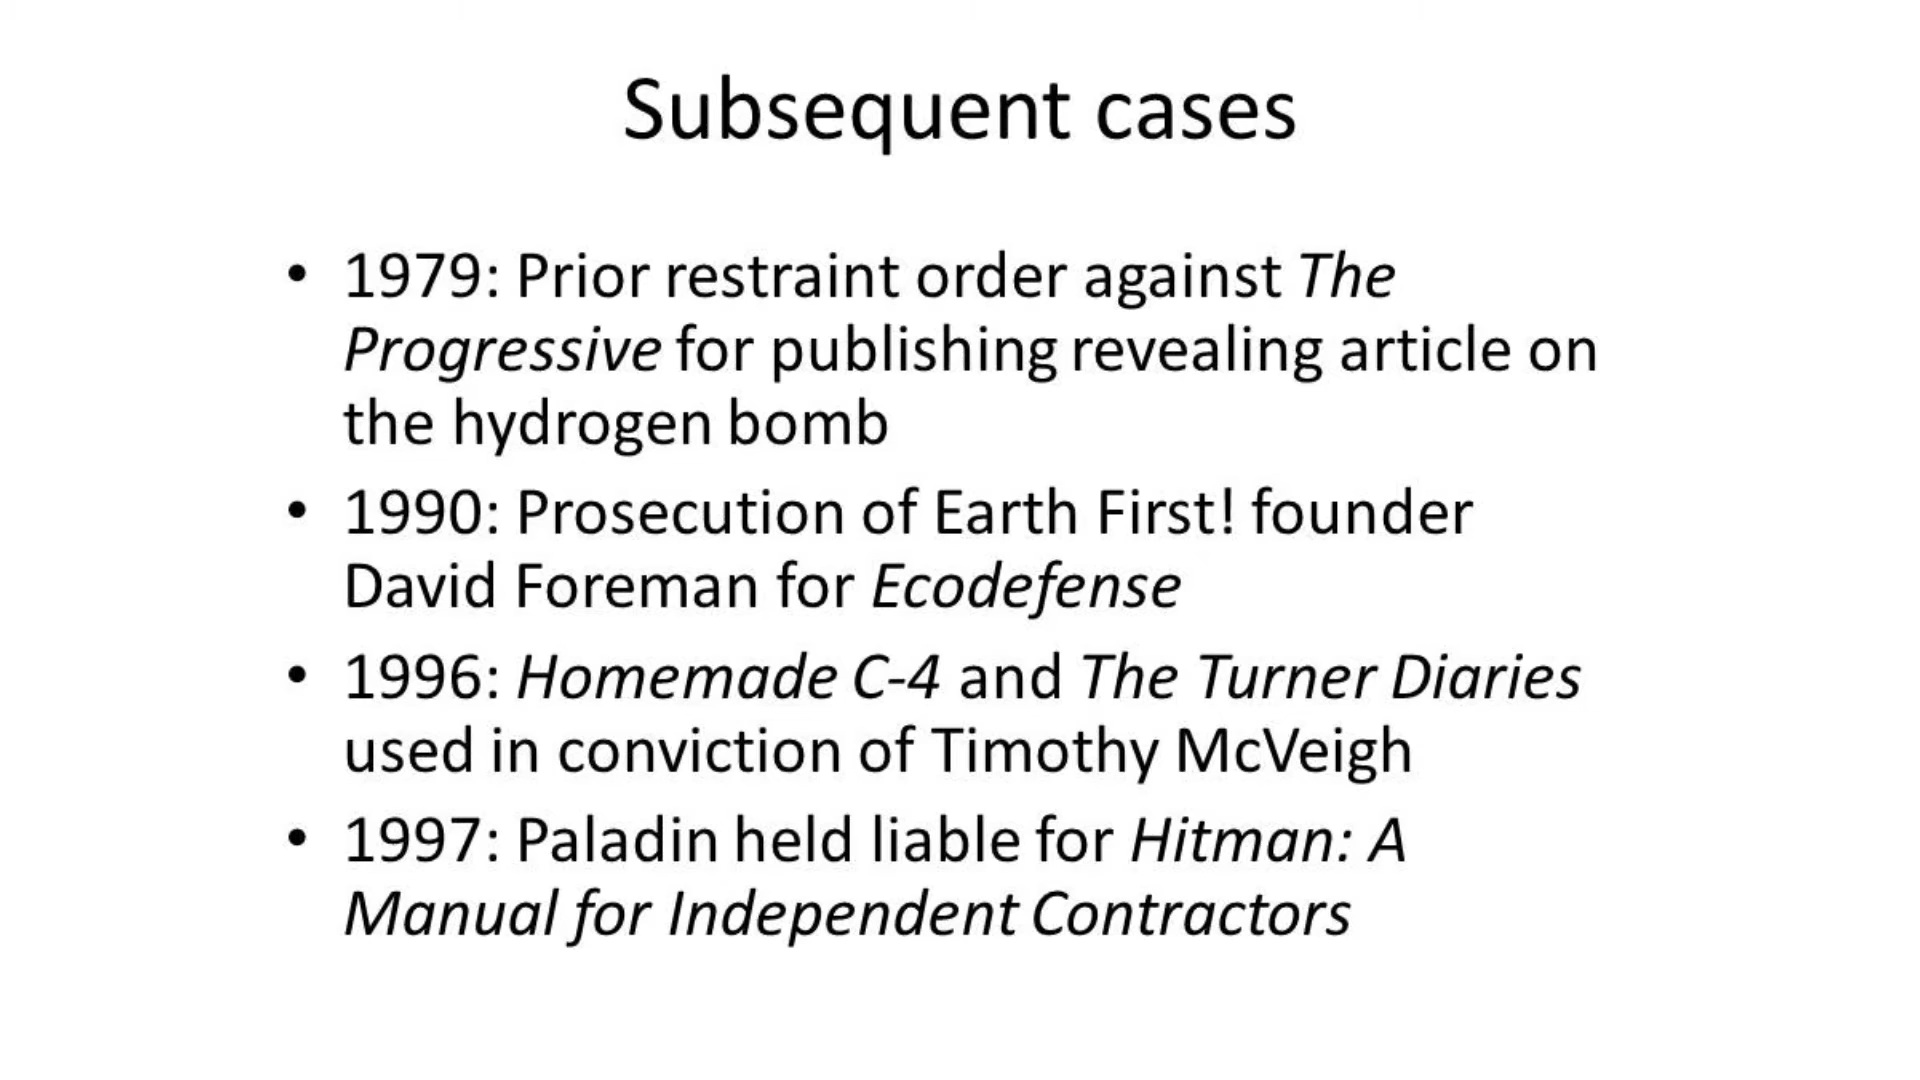 Subsequent cases
• 1979: Prior restraint order against The
Progressive for publishing revealing article on
the hydrogen bomb
• 1990: Prosecution of Earth First! founder
David Foreman for Ecodefense
• 1996: Homemade C-4 and The Turner Diaries
used in conviction of Timothy McVeigh
• 1997: Paladin held liable for Hitman: A
Manual for Independent Contractors